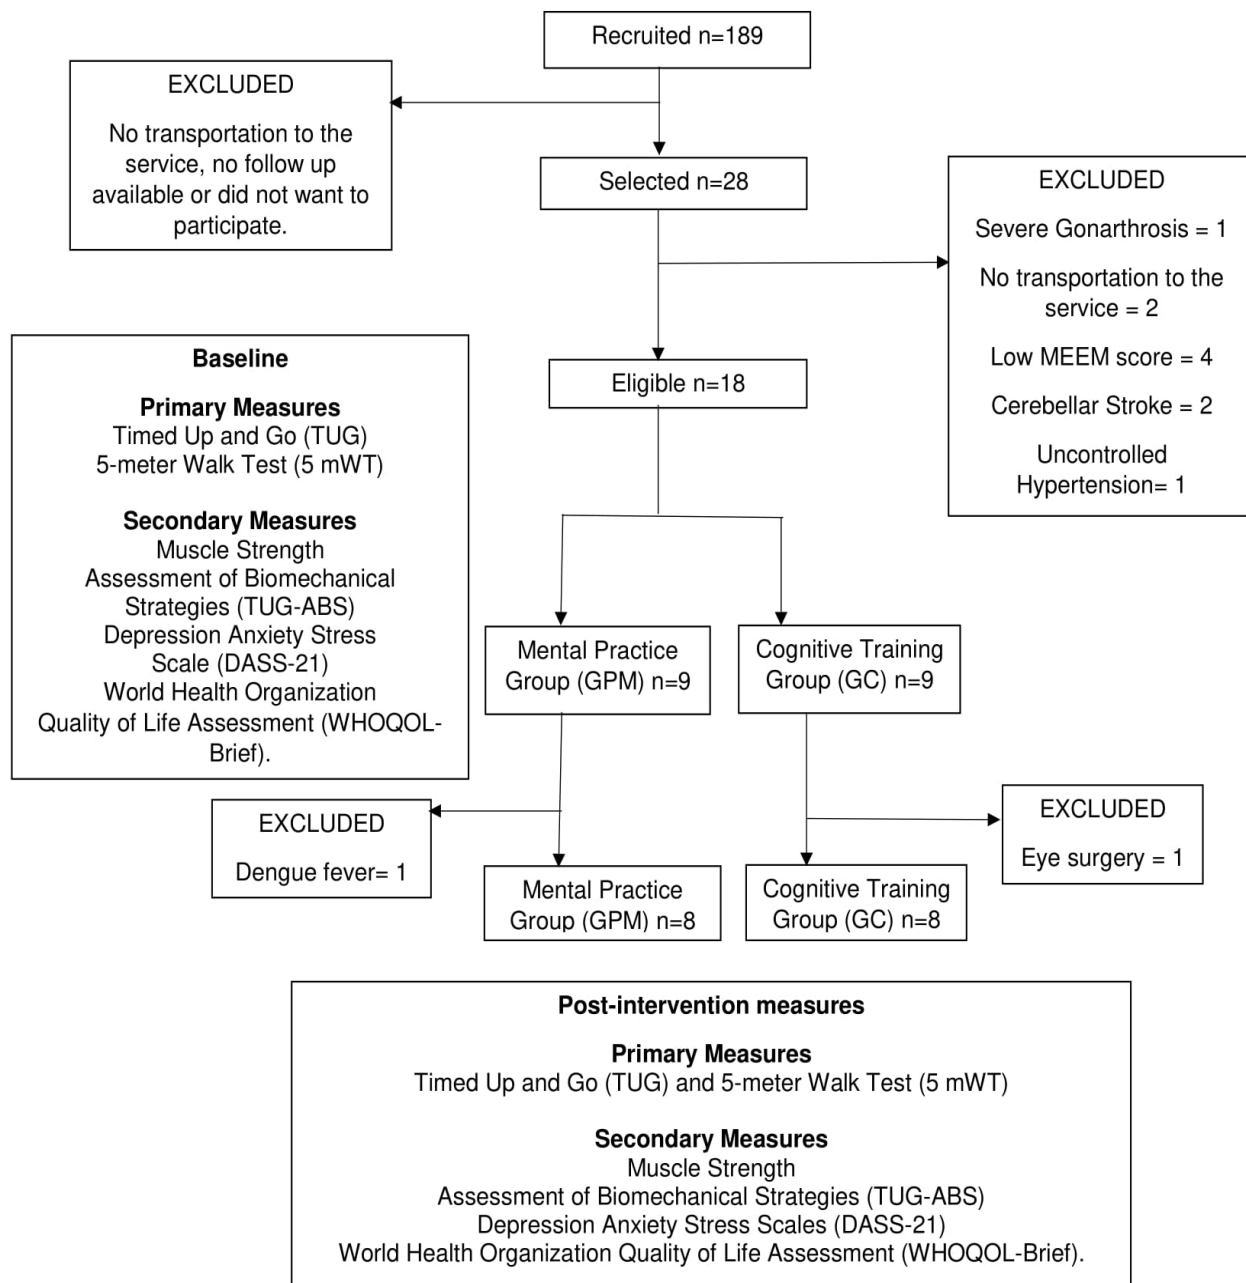 Recruited n=189
EXCLUDED
No transportation to the
service, no follow up
available or did not want to
participate.
Selected n=28
EXCLUDED
Severe Gonarthrosis = 1
No transportation to the
service = 2
Low MEEM score = 4
Cerebellar Stroke = 2
Uncontrolled
Hypertension= 1
Eligible n=18
Baseline
Primary Measures
Timed Up and Go (TUG)
5-meter Walk Test (5 mWT)
Secondary Measures
Muscle Strength
Assessment of Biomechanical
Strategies (TUG-ABS)
Depression Anxiety Stress
Scale (DASS-21)
World Health Organization
Quality of Life Assessment (WHOQOL-
Brief).
Mental Practice
Group (GPM) n=9
Cognitive Training
Group (GC) n=9
EXCLUDED
Dengue fever= 1
EXCLUDED
Eye surgery = 1
Mental Practice
Group (GPM) n=8
Cognitive Training
Group (GC) n=8
Post-intervention measures
Primary Measures
Timed Up and Go (TUG) and 5-meter Walk Test (5 mWT)
Secondary Measures
Muscle Strength
Assessment of Biomechanical Strategies (TUG-ABS)
Depression Anxiety Stress Scales (DASS-21)
World Health Organization Quality of Life Assessment (WHOQOL-Brief).